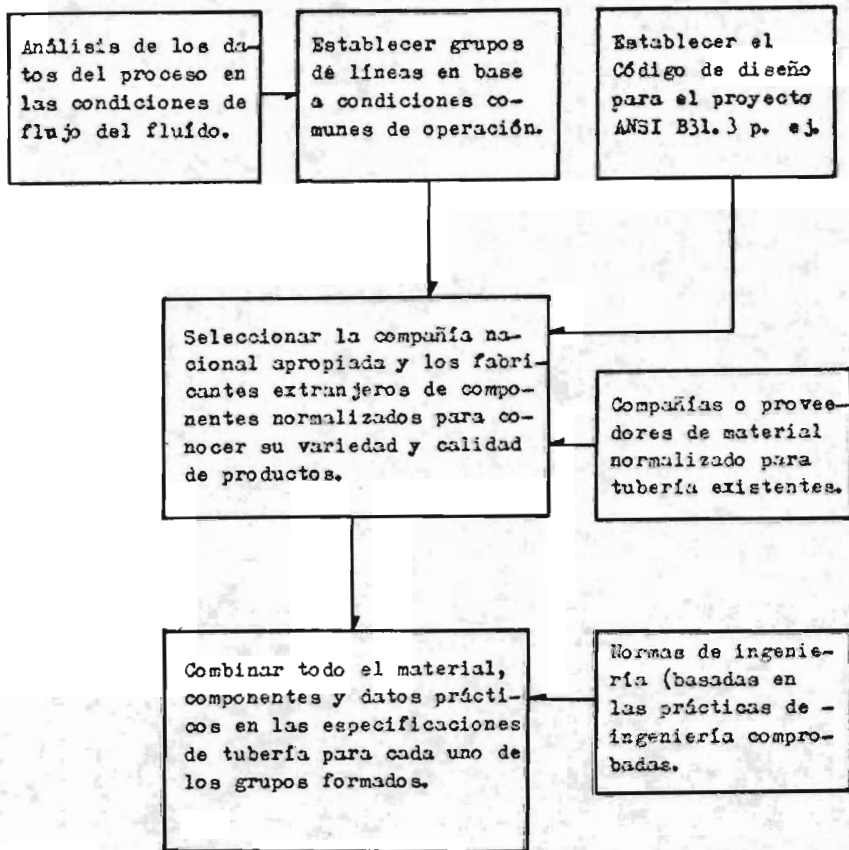 Análisis de los da-
tos del proceso en
las condiciones de
flujo del fluído.
Establecer grupos
de líneas en base
a condiciones co-
munes de operación.
Establecer el
Código de diseño
para el proyecto
ANSI B31.3 p. ej.
Seleccionar la compañía na-
cional apropiada y los fabri-
cantes extranjeros de compo-
nentes normalizados para co-
nocer su variedad y calidad
de productos.
Compañías o provee-
dores de material
normalizado para
tubería existentes.
Combinar todo el material,
componentes y datos prácti-
cos en las especificaciones
de tubería para cada uno de
los grupos formados.
Normas de ingenie-
ría (basadas en
las prácticas de -
ingeniería compro-
badas.